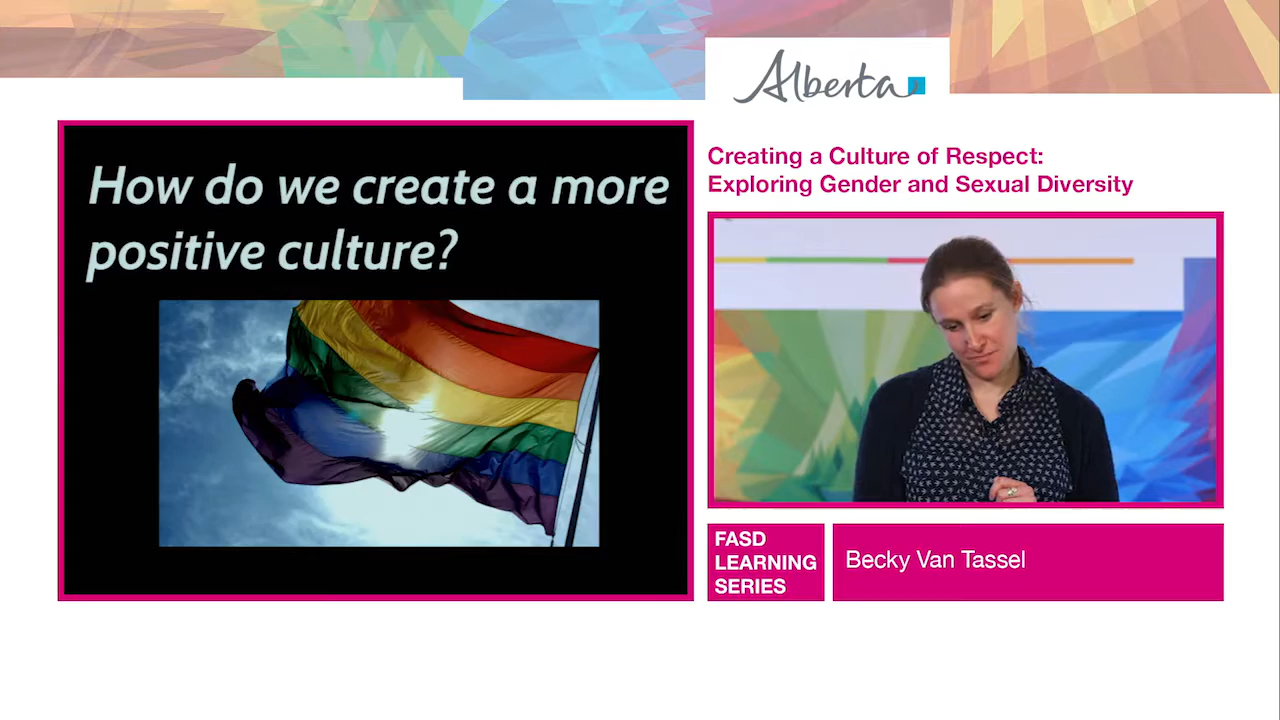 Alberta
How do we create a more
positive culture?
Creating a Culture of Respect:
Exploring Gender and Sexual Diversity
FASD
LEARNING
SERIES
Becky Van Tassel